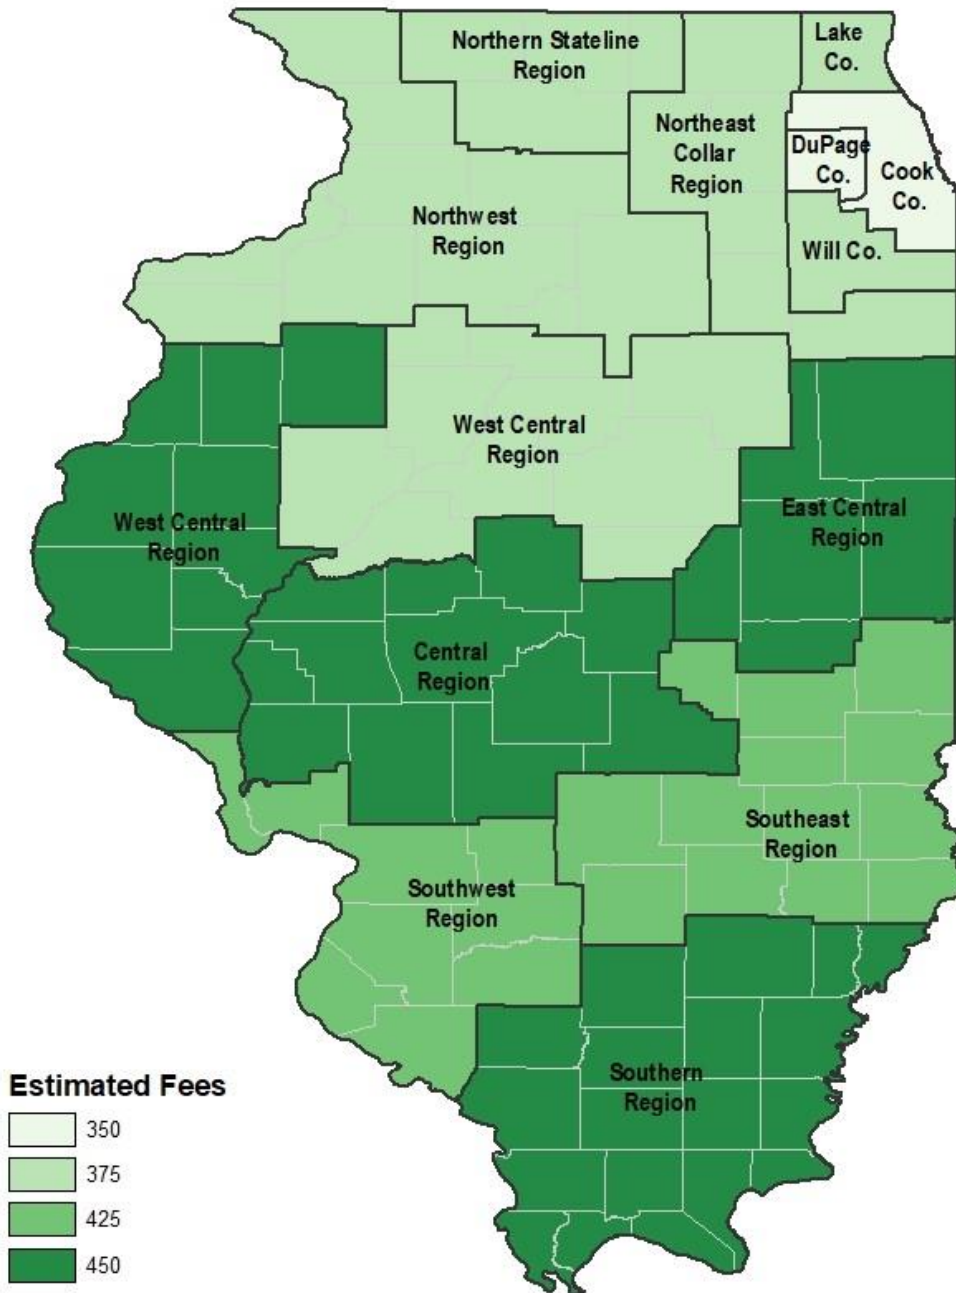 Northern Stateline
Region
Lake
Co.
Northeast
Collar
Region
DuPage
Co.
Cook
Co.
Northwest
Region
Will Co.
West Central
Region
West Central
Region
East Central
Region
Central
Region
Southeast
Region
Southwest
Region
Southern
Region
Estimated Fees
350
375
425
450